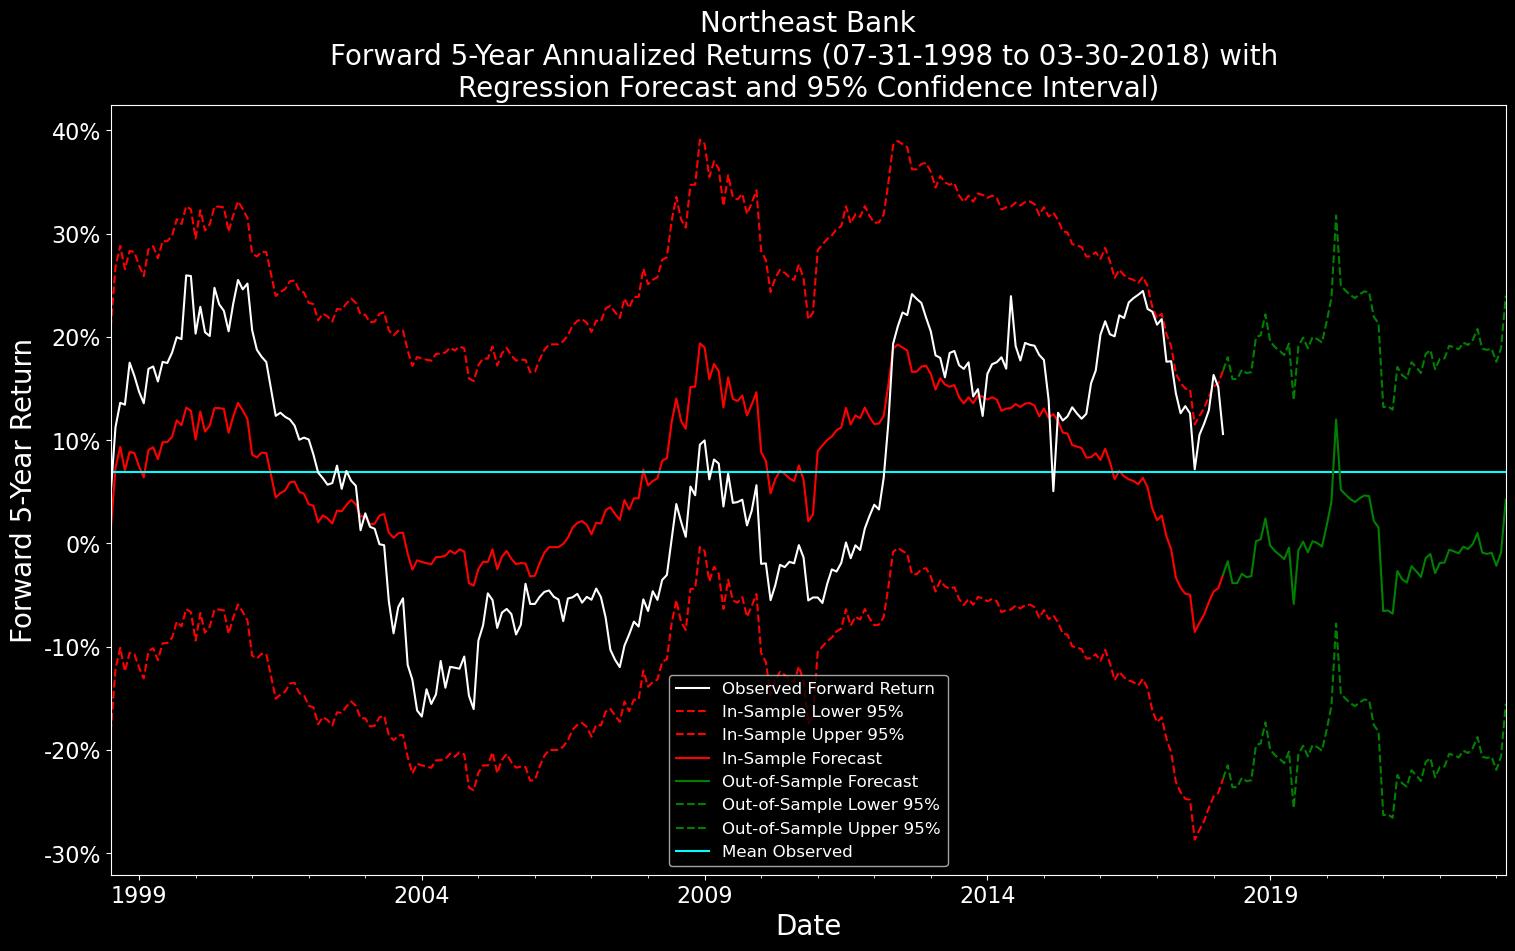 Northeast Bank
Forward 5-Year Annualized Returns (07-31-1998 to 03-30-2018) with
Regression Forecast and 95% Confidence Interval)
Forward 5-Year Return
40%
30%
20%
10%
0%
-10%
-20%
-30%
Observed Forward Return
In-Sample Lower 95%
In-Sample Upper 95%
In-Sample Forecast
Out-of-Sample Forecast
Out-of-Sample Lower 95%
Out-of-Sample Upper 95%
Mean Observed
1999 2004 2009 2014 2019
Date